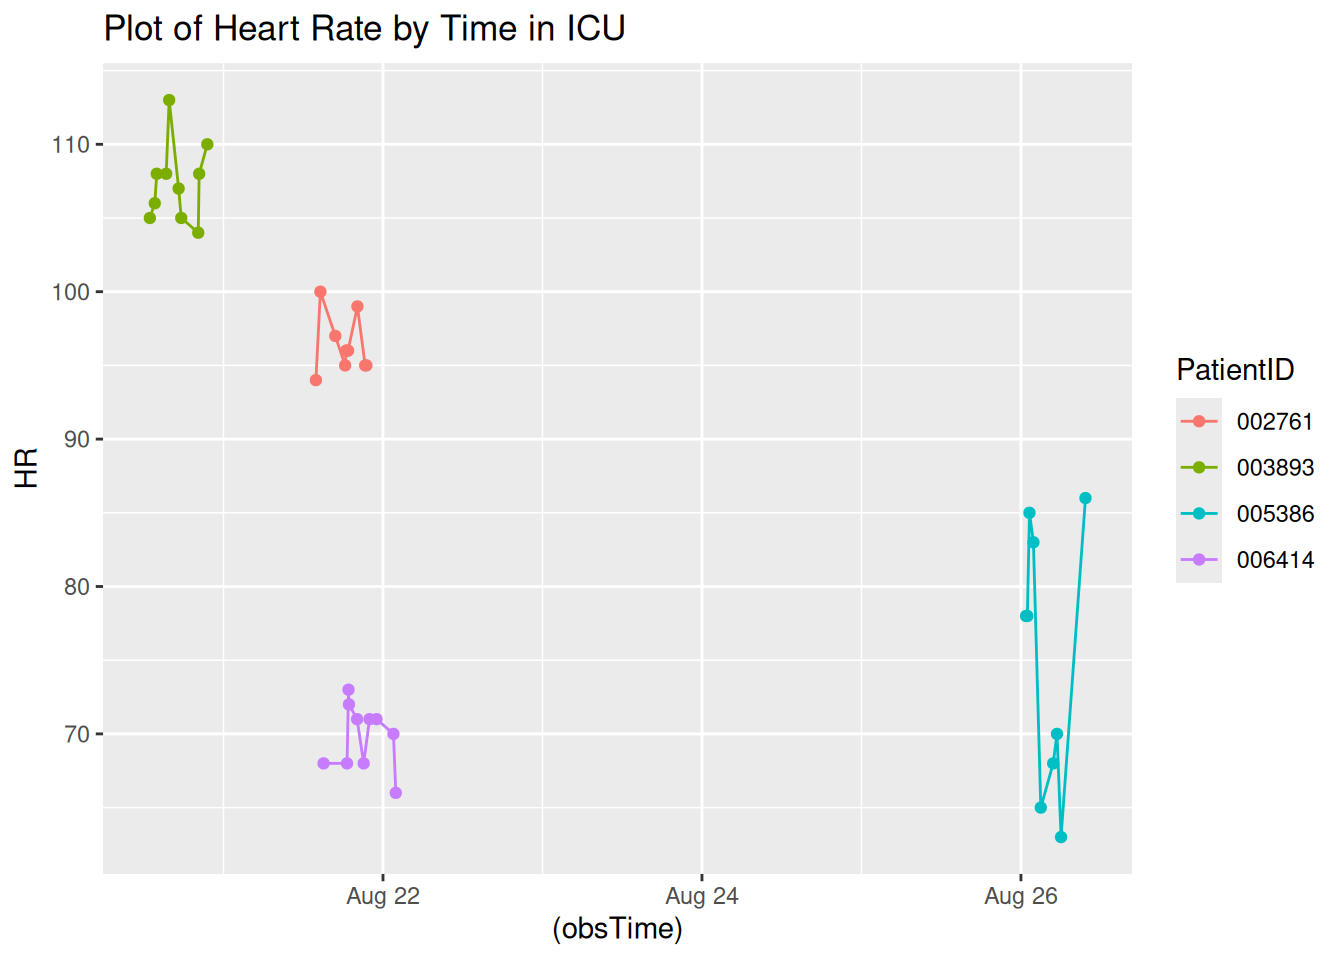 Plot of Heart Rate by Time in ICU
110
100
90
80
70
HR
Aug 22
Aug 24
Aug 26
(obsTime)
PatientID
002761
003893
005386
006414